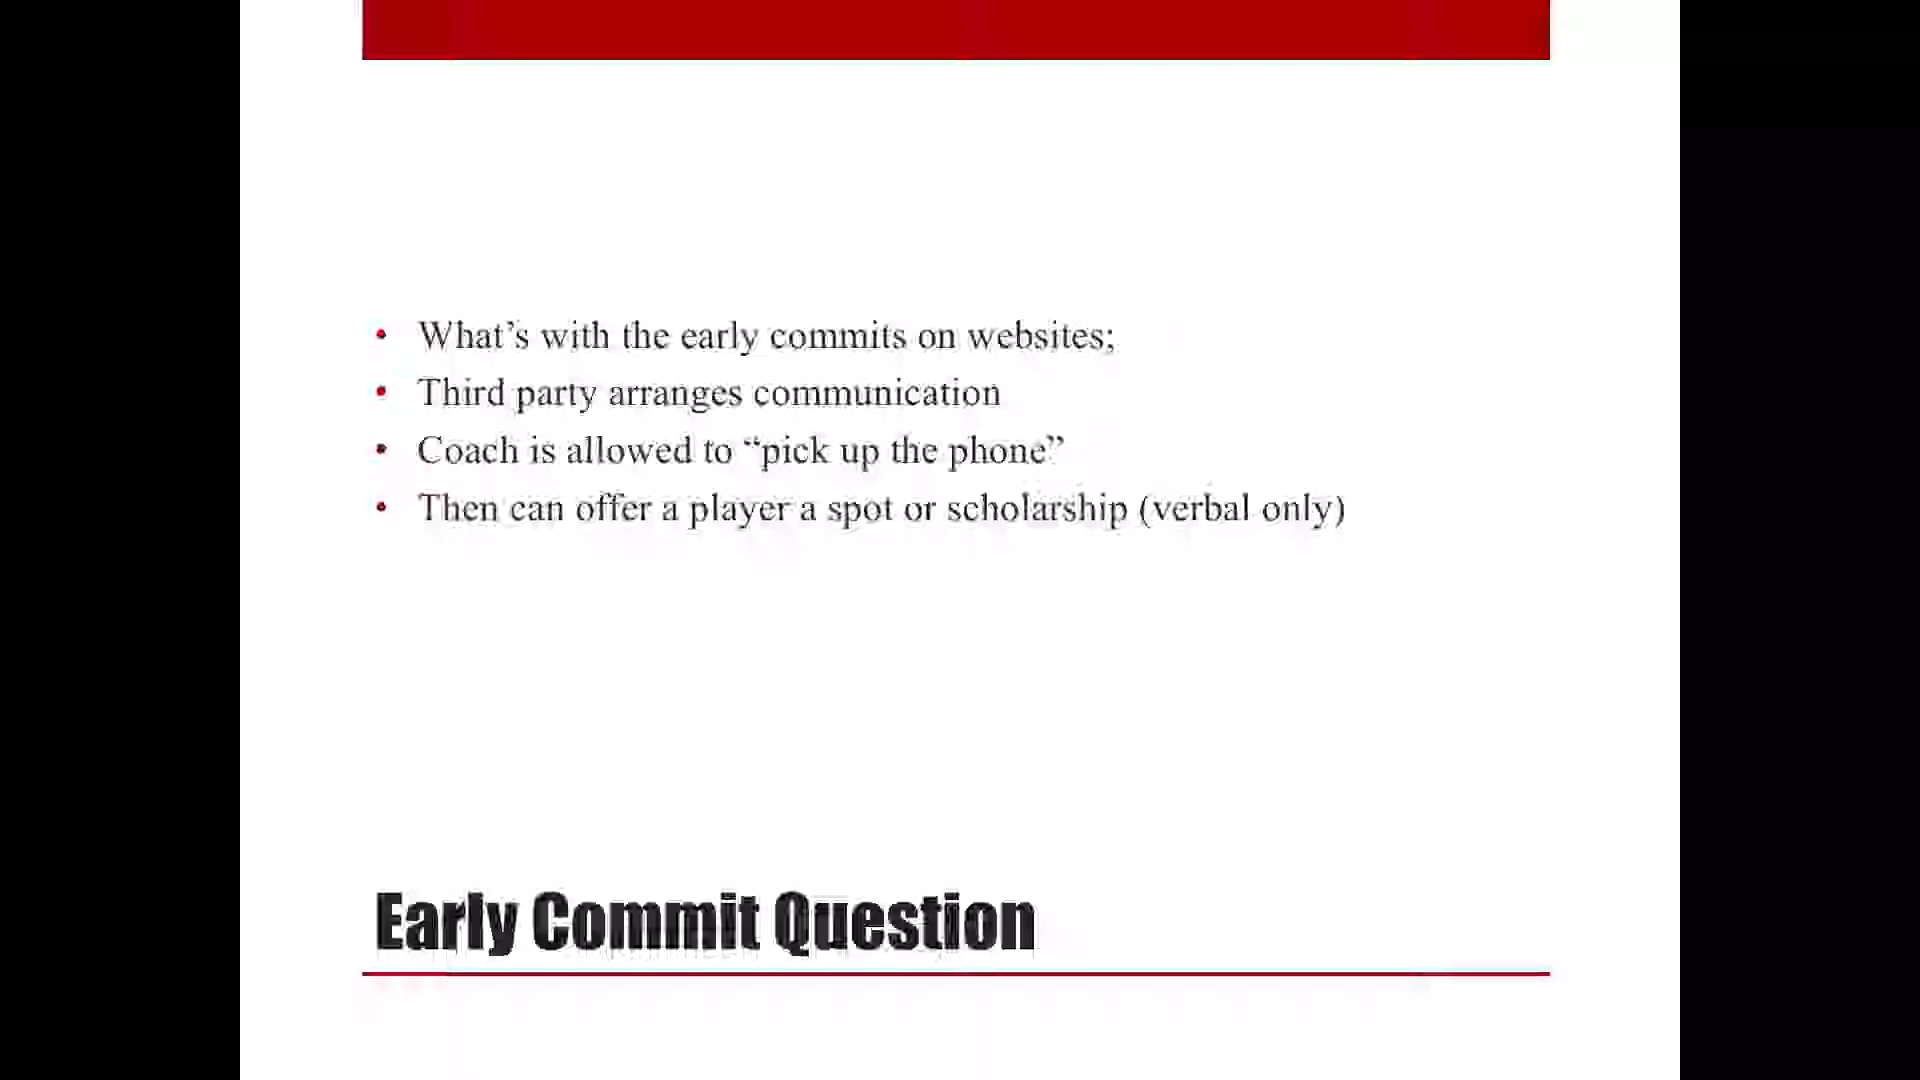 • What’s with the early commits on websites;
• Third party arranges communication
• Coach is allowed to “pick up the phone”
• Then can offer a player a spot or scholarship (verbal only)
Early Commit Question